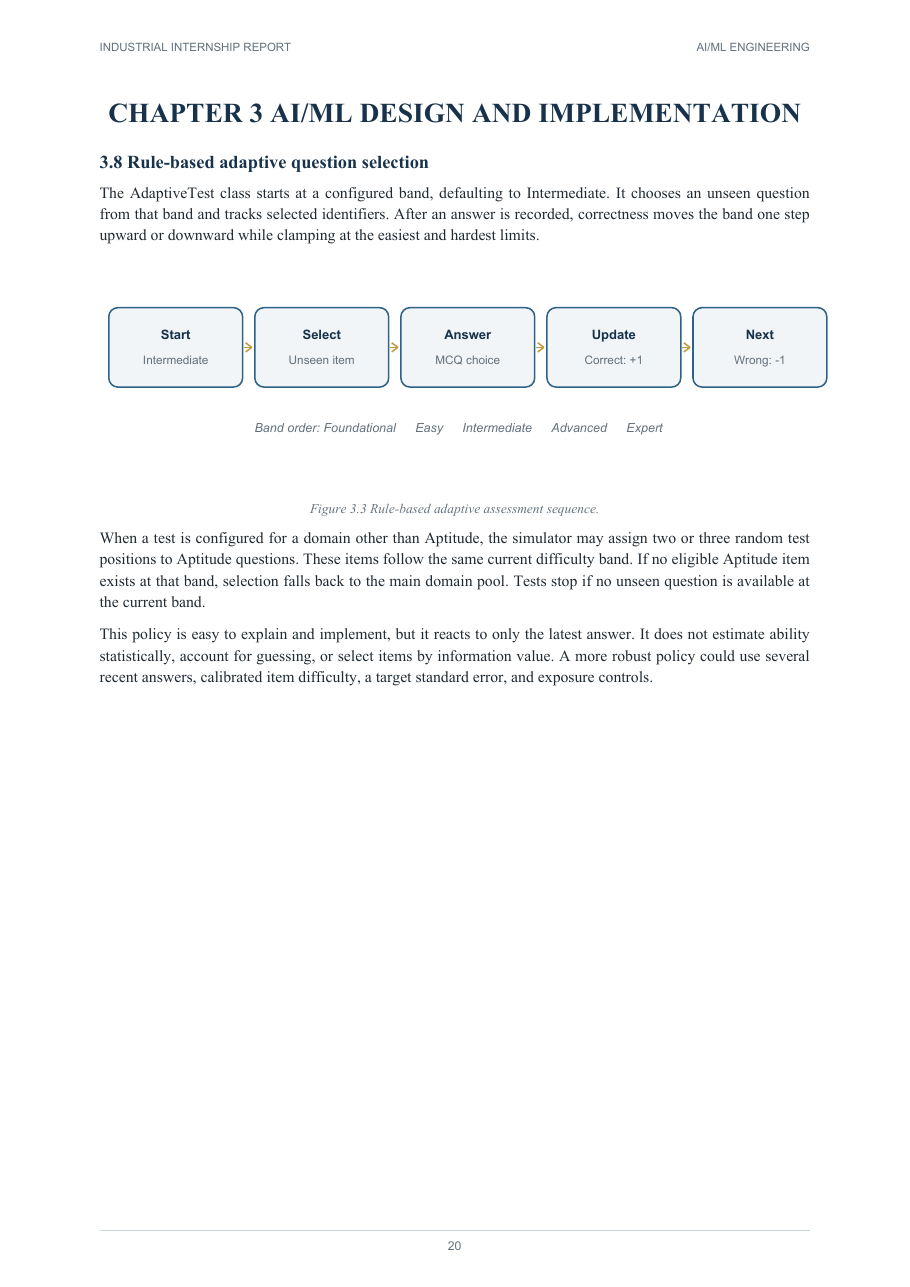 INDUSTRIAL INTERNSHIP REPORT AI/ML ENGINEERING
CHAPTER 3 AI/ML DESIGN AND IMPLEMENTATION
3.8 Rule-based adaptive question selection
The AdaptiveTest class starts at a configured band, defaulting to Intermediate. It chooses an unseen question
from that band and tracks selected identifiers. After an answer is recorded, correctness moves the band one step
upward or downward while clamping at the easiest and hardest limits.
Start
Intermediate
Select
Unseen item
Answer
MCQ choice
Update
Correct: +1
Next
Wrong: -1
Band order: Foundational Easy Intermediate Advanced Expert
Figure 3.3 Rule-based adaptive assessment sequence.
When a test is configured for a domain other than Aptitude, the simulator may assign two or three random test
positions to Aptitude questions. These items follow the same current difficulty band. If no eligible Aptitude item
exists at that band, selection falls back to the main domain pool. Tests stop if no unseen question is available at
the current band.
This policy is easy to explain and implement, but it reacts to only the latest answer. It does not estimate ability
statistically, account for guessing, or select items by information value. A more robust policy could use several
recent answers, calibrated item difficulty, a target standard error, and exposure controls.
20